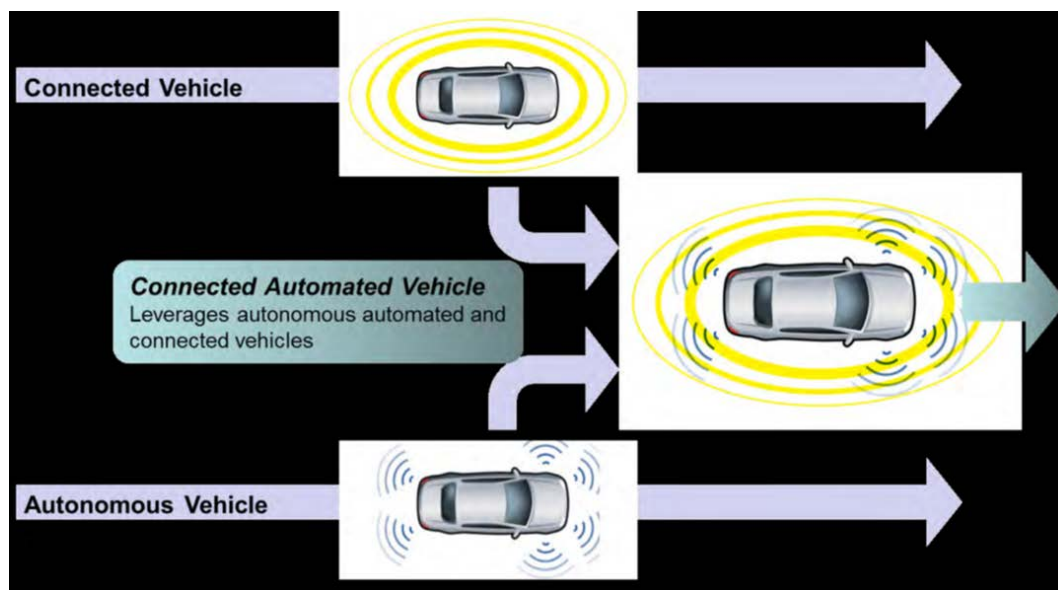 Connected Vehicle
Connected Automated Vehicle
Leverages autonomous automated and
connected vehicles
Autonomous Vehicle